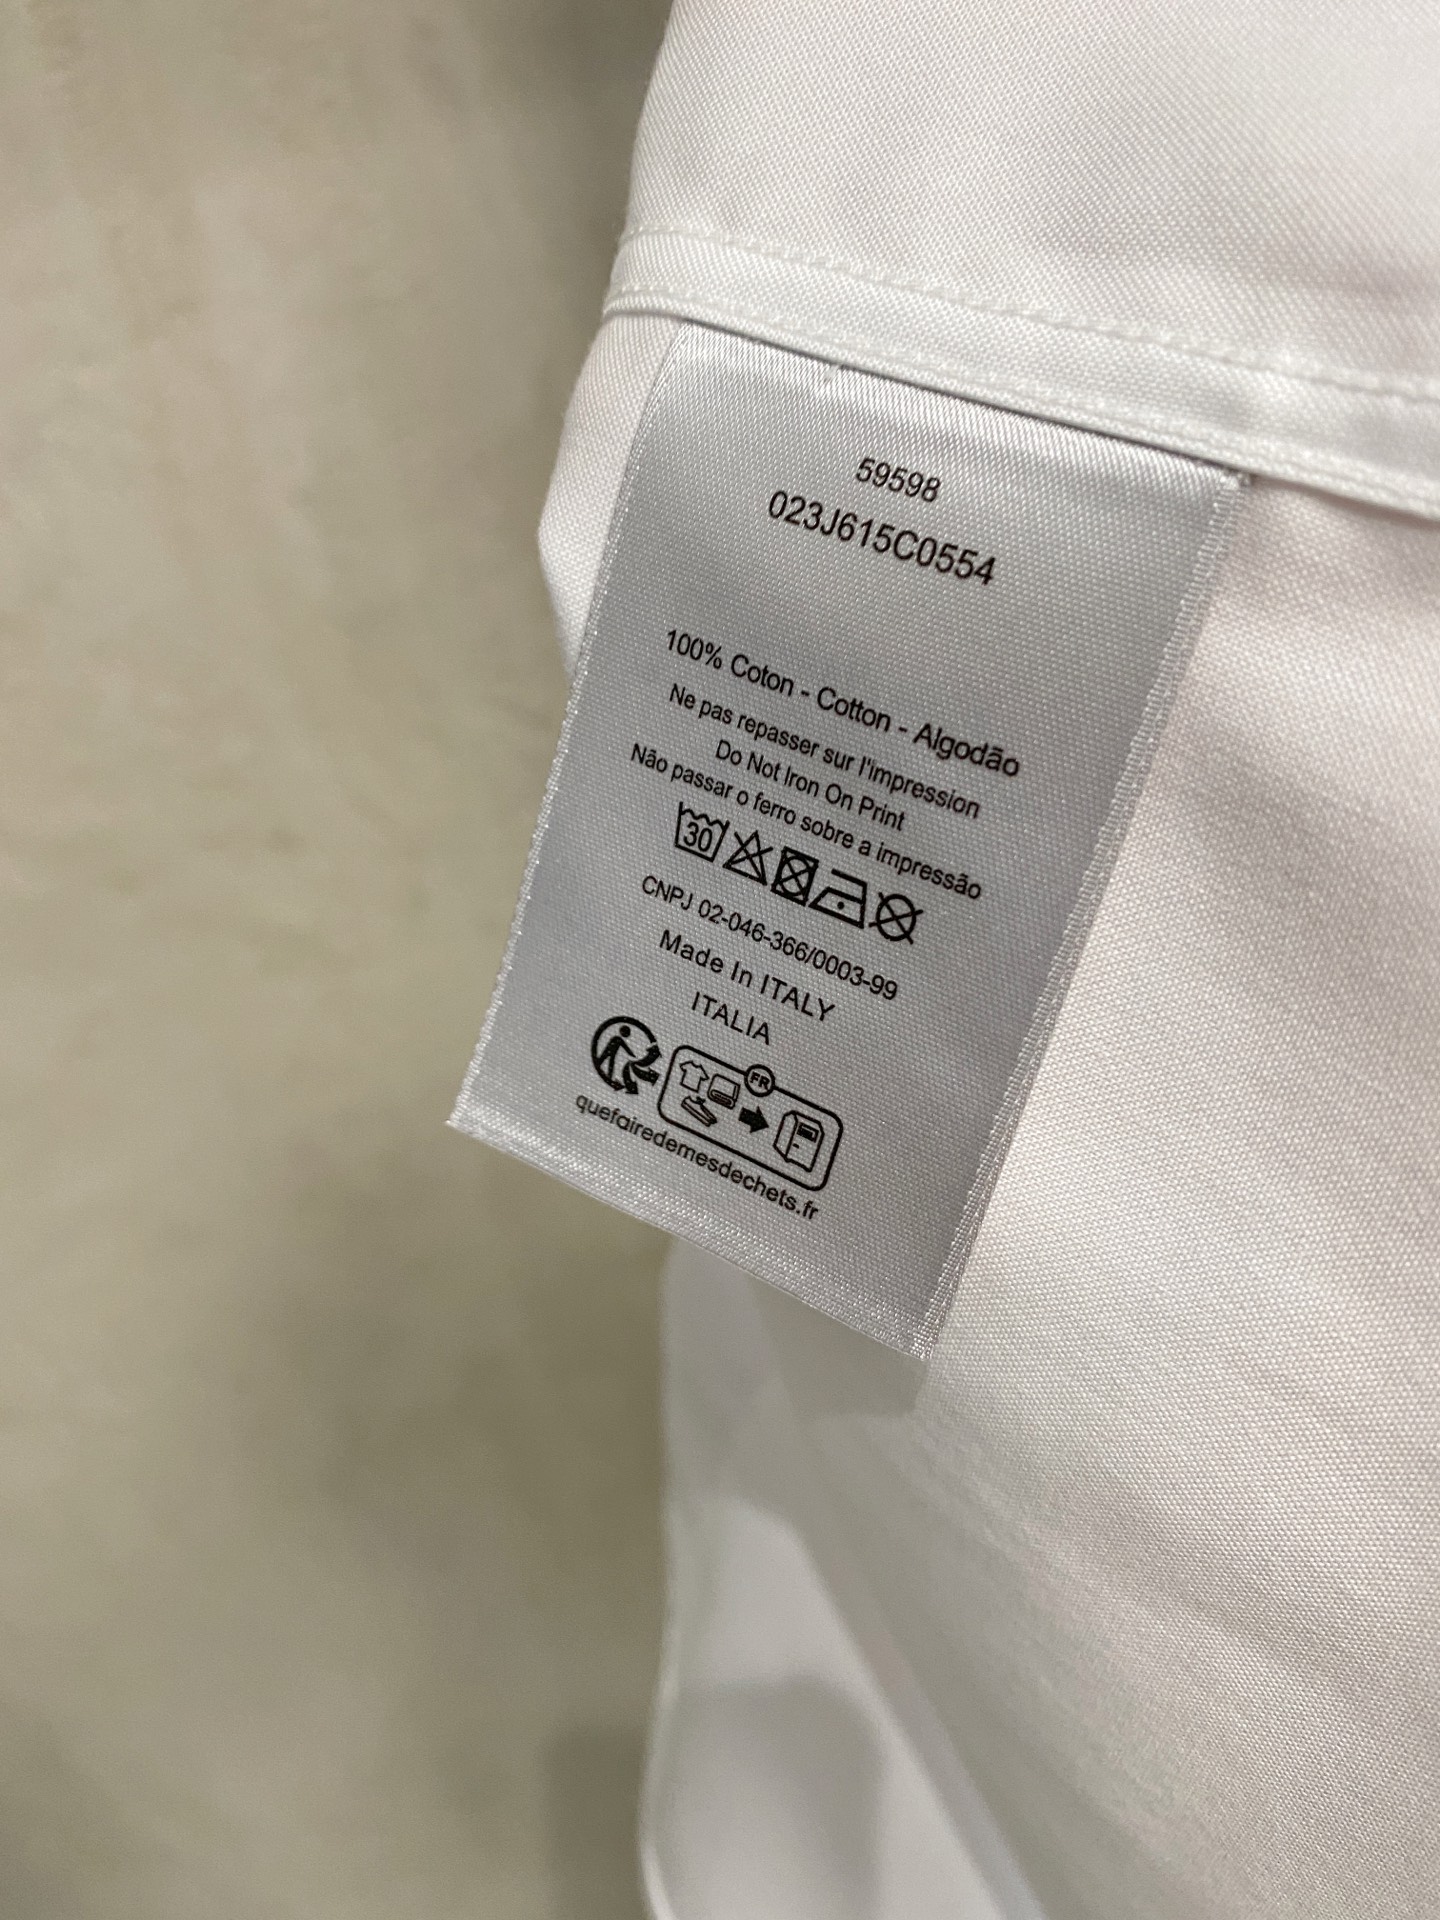 59598
023J615C0554
100% Coton - Cotton - Algodão
Ne pas repasser sur l'impression
Do Not Iron On Print
Não passar o ferro sobre a impressão
30
CNPJ 02-046-366/0003-99
Made In ITALY
ITALIA
FR
quefairedemesdechets.fr